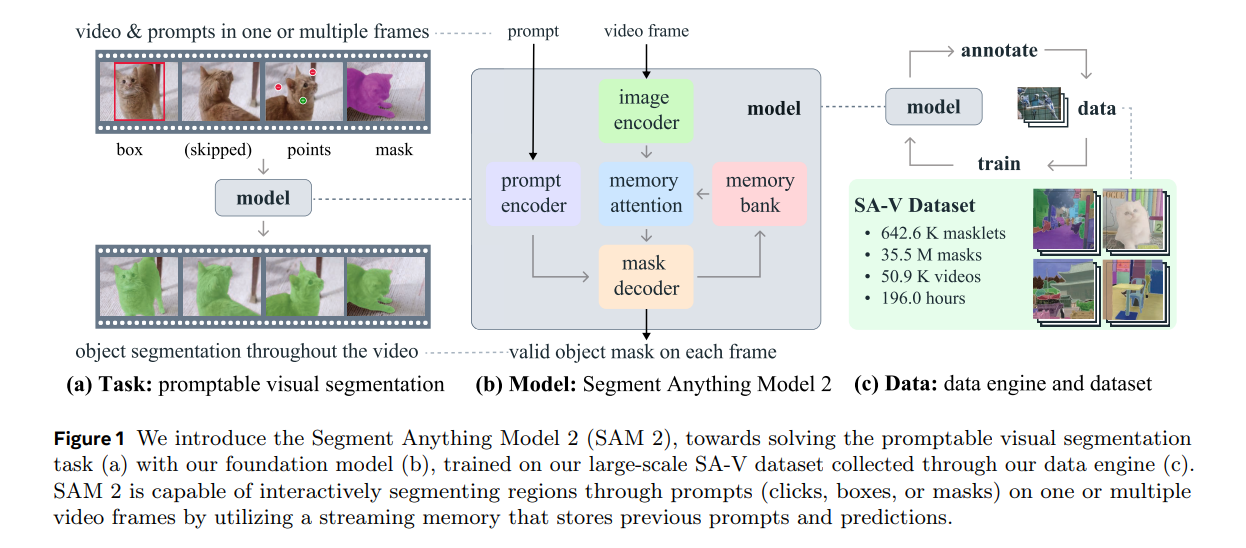 video & prompts in one or multiple frames
box
(skipped)
points
mask
model
object segmentation throughout the video
(a) Task: promptable visual segmentation
prompt
video frame
image
encoder
model
prompt
encoder
memory
attention
memory
bank
mask
decoder
valid object mask on each frame
(b) Model: Segment Anything Model 2
annotate
model
data
train
SA-V Dataset
• 642.6 K masklets
• 35.5 M masks
• 50.9 K videos
• 196.0 hours
(c) Data: data engine and dataset
Figure 1 We introduce the Segment Anything Model 2 (SAM 2), towards solving the promptable visual segmentation
task (a) with our foundation model (b), trained on our large-scale SA-V dataset collected through our data engine (c).
SAM 2 is capable of interactively segmenting regions through prompts (clicks, boxes, or masks) on one or multiple
video frames by utilizing a streaming memory that stores previous prompts and predictions.